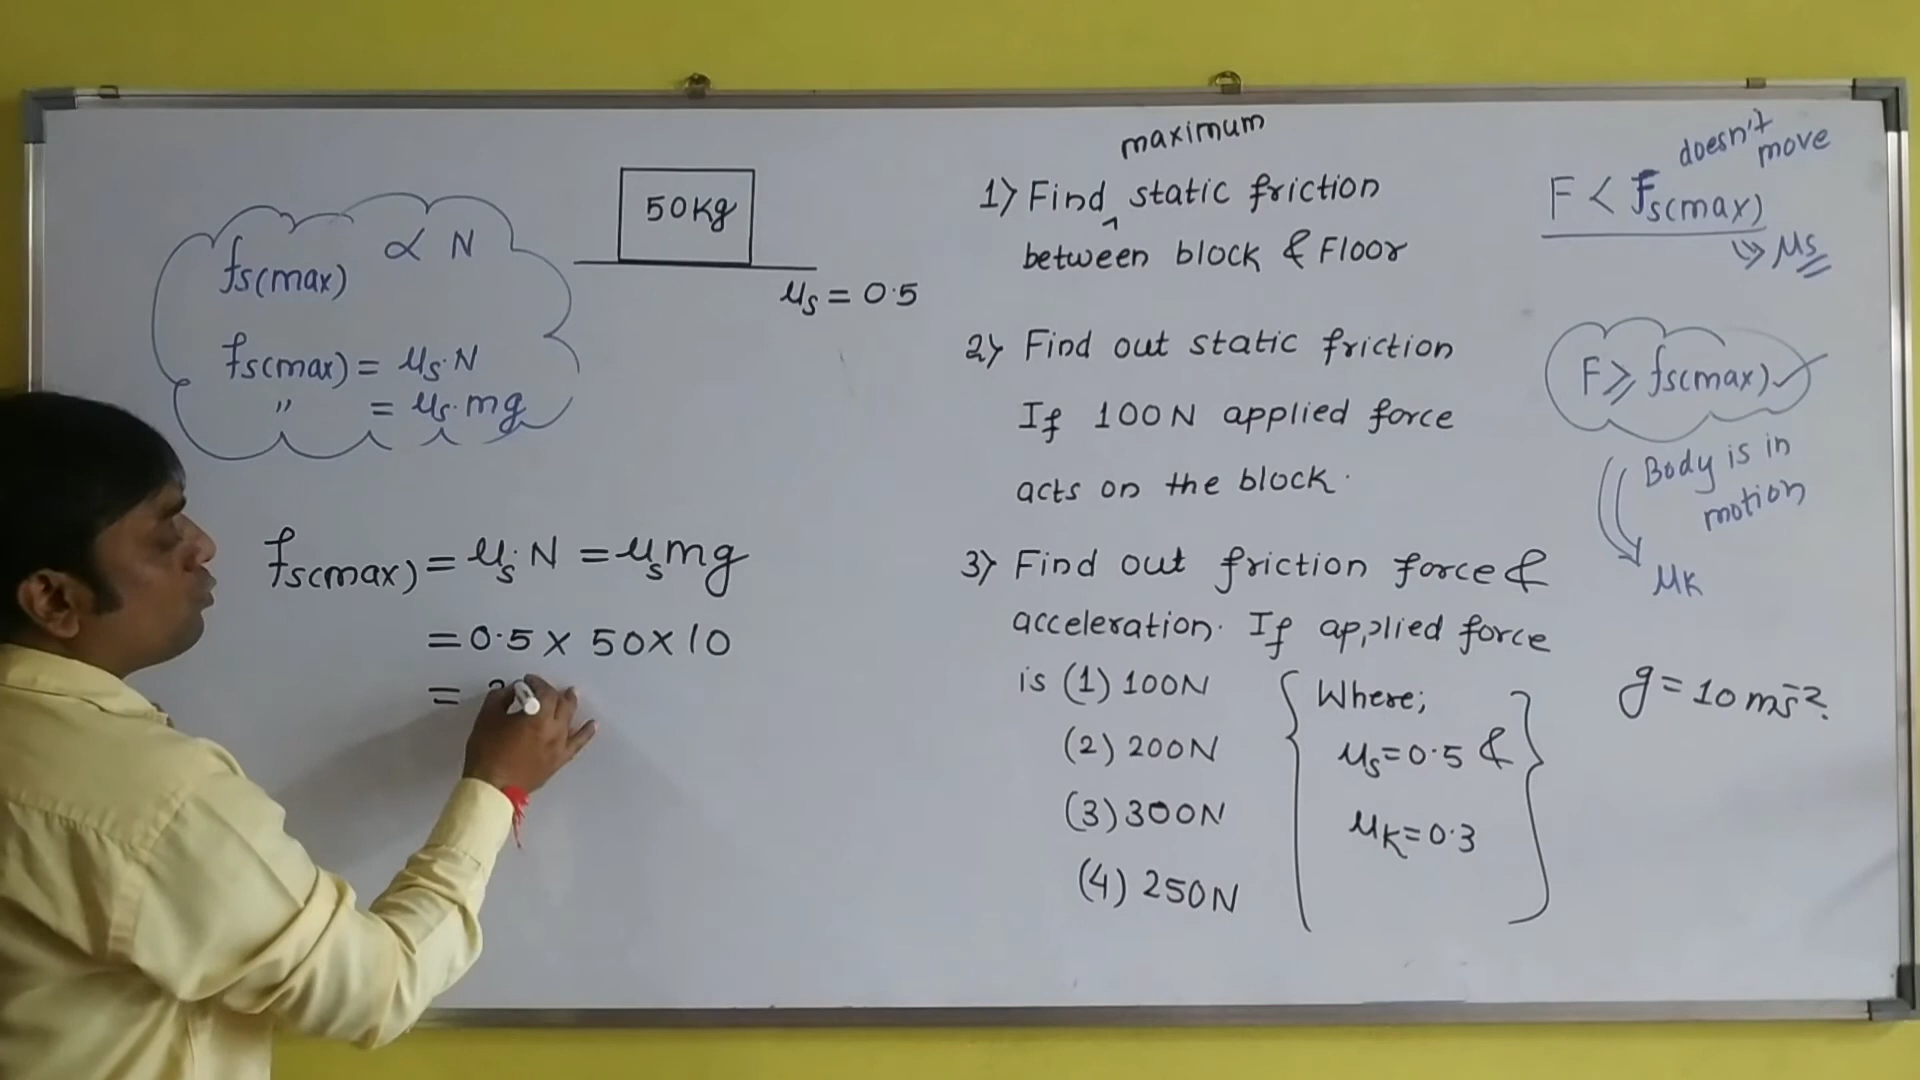 fs(max) ∝ N
fs(max) = μs·N
" = μs·mg
50Kg
μs = 0.5
fs(max) = μs·N = μsmg
= 0.5 × 50 × 10
=
maximum
1) Find ^ static friction
between block & Floor
2) Find out static friction
If 100N applied force
acts on the block.
3) Find out friction force &
acceleration. If applied force
is (1) 100N
(2) 200N
(3) 300N
(4) 250N
{ Where;
μs=0.5 &
μK=0.3 }
doesn't
move
F < Fs(max)
↳ μs
F ≥ fs(max) ✓
Body is in
motion
μK
g = 10 ms⁻².